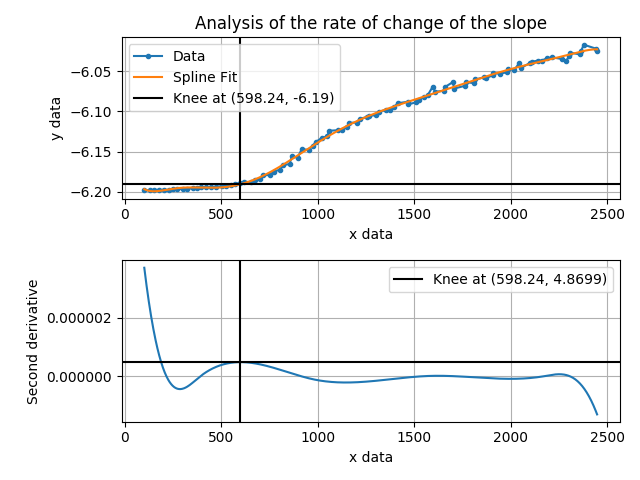 Analysis of the rate of change of the slope
Data
Spline Fit
Knee at (598.24, -6.19)
y data
−6.05
−6.10
−6.15
−6.20
0 500 1000 1500 2000 2500
x data
Knee at (598.24, 4.8699)
Second derivative
0.000002
0.000000
0 500 1000 1500 2000 2500
x data